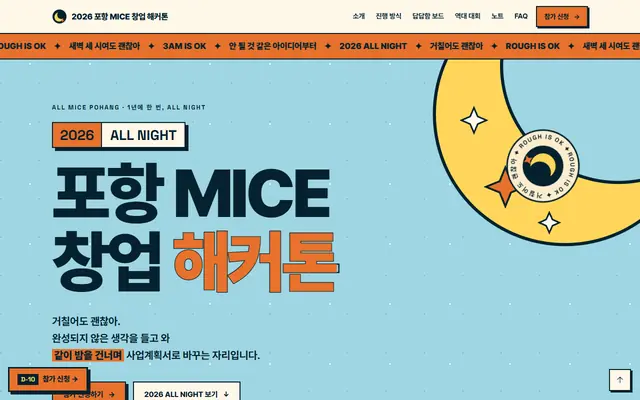 2026 포항 MICE 창업 해커톤
소개 진행 방식 답답함 보드 역대 대회 노트 FAQ 참가 신청 →
OUGH IS OK ✦ 새벽 세 시여도 괜찮아 ✦ 3AM IS OK ✦ 안 될 것 같은 아이디어부터 ✦ 2026 ALL NIGHT ✦ 거칠어도 괜찮아 ✦ ROUGH IS OK ✦ 새벽 세 시여도 괜
ALL MICE POHANG · 1년에 한 번, ALL NIGHT
2026 ALL NIGHT
포항 MICE
창업 해커톤
ROUGH IS OK ✦ ROUGH IS OK ✦ 거칠어도 괜찮아 ✦
거칠어도 괜찮아.
완성되지 않은 생각을 들고 와
같이 밤을 건너며 사업계획서로 바꾸는 자리입니다.
D-10 참가 신청 →
2026 ALL NIGHT 보기 ↓
↑